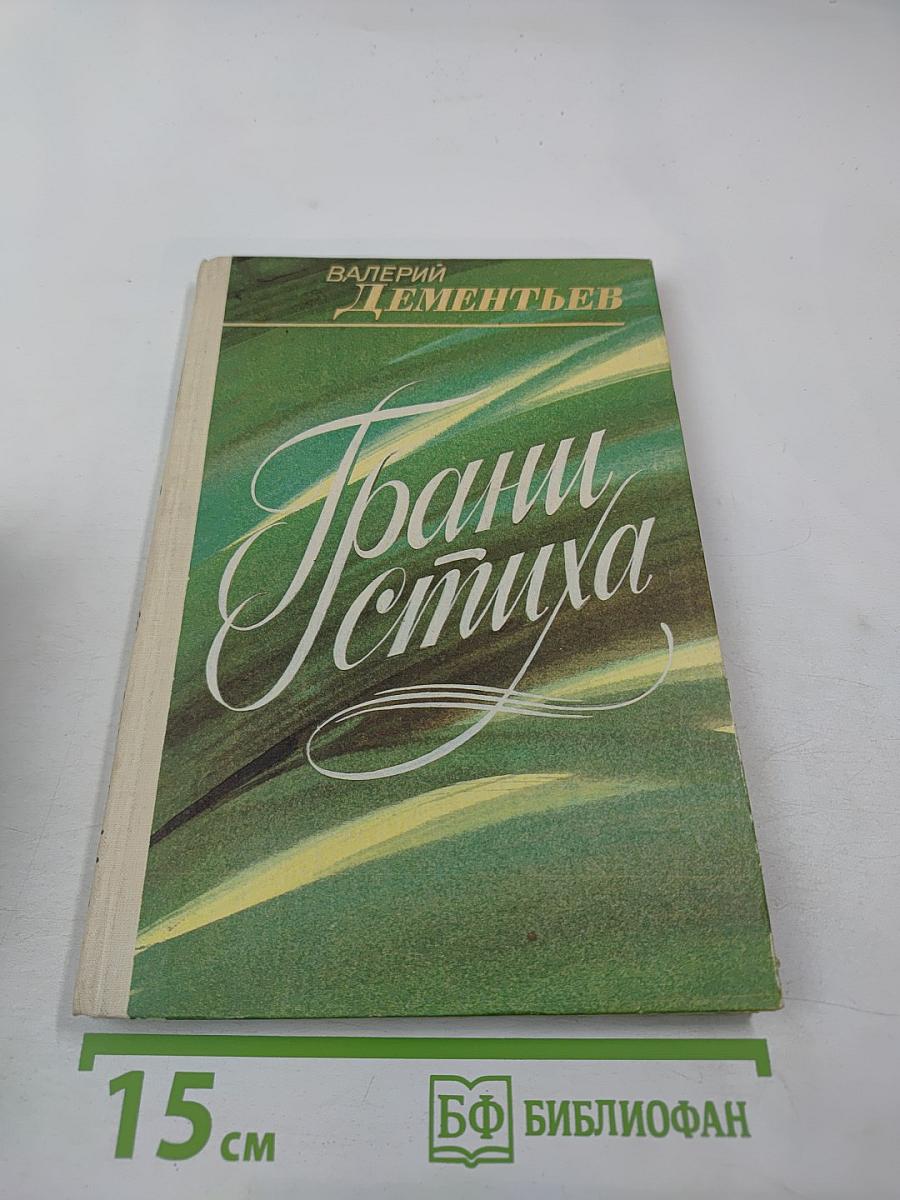 ВАЛЕРИЙ
ДЕМЕНТЬЕВ
Грани
стиха
15 см
БФ БИБЛИОФАН